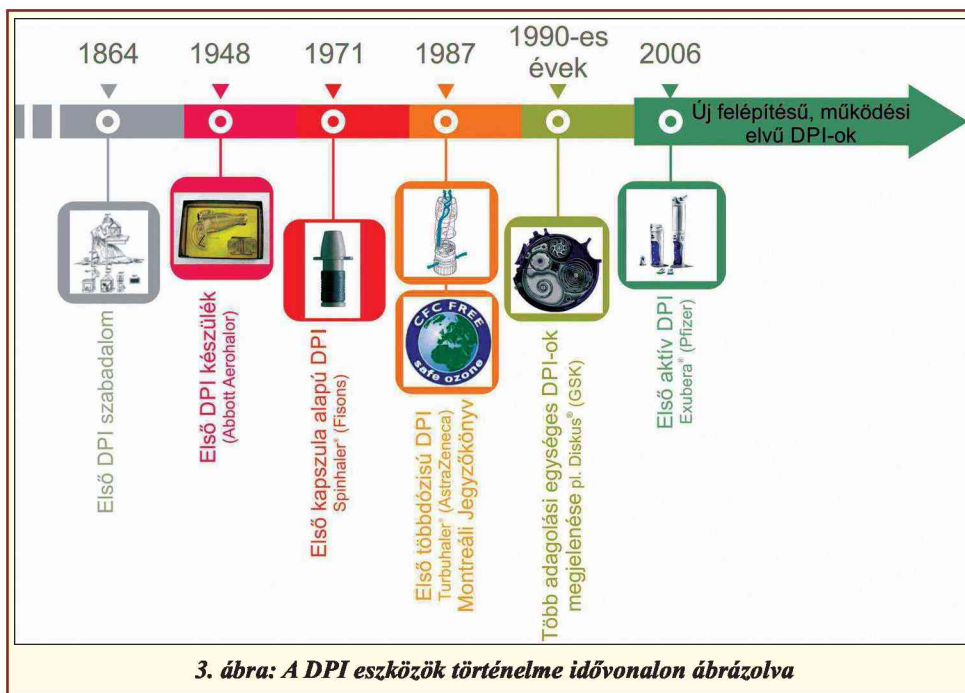 1864
1948
1971
1987
1990-es
évek
2006
Új felépítésű, működési
elvű DPI-ok
CFC FREE
safe ozone
Első DPI szabadalom
Első DPI készülék
(Abbott Aerohalor)
Első kapszula alapú DPI
Spinhaler® (Fisons)
Első többdózisú DPI
Turbuhaler® (AstraZeneca)
Montreáli Jegyzőkönyv
Több adagolási egységes DPI-ok
megjelenése pl. Diskus® (GSK)
Első aktív DPI
Exubera® (Pfizer)
3. ábra: A DPI eszközök történelme idővonalon ábrázolva